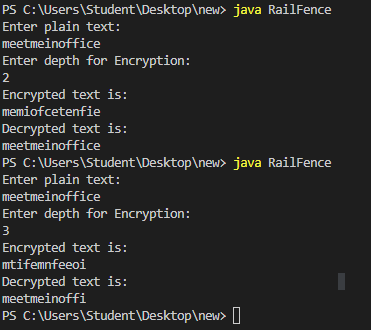 PS C:\Users\Student\Desktop\new> java RailFence
Enter plain text:
meetmeinoffice
Enter depth for Encryption:
2
Encrypted text is:
memiofcetenfie
Decrypted text is:
meetmeinoffice
PS C:\Users\Student\Desktop\new> java RailFence
Enter plain text:
meetmeinoffice
Enter depth for Encryption:
3
Encrypted text is:
mtifemnfeeoi
Decrypted text is:
meetmeinoffi
PS C:\Users\Student\Desktop\new>